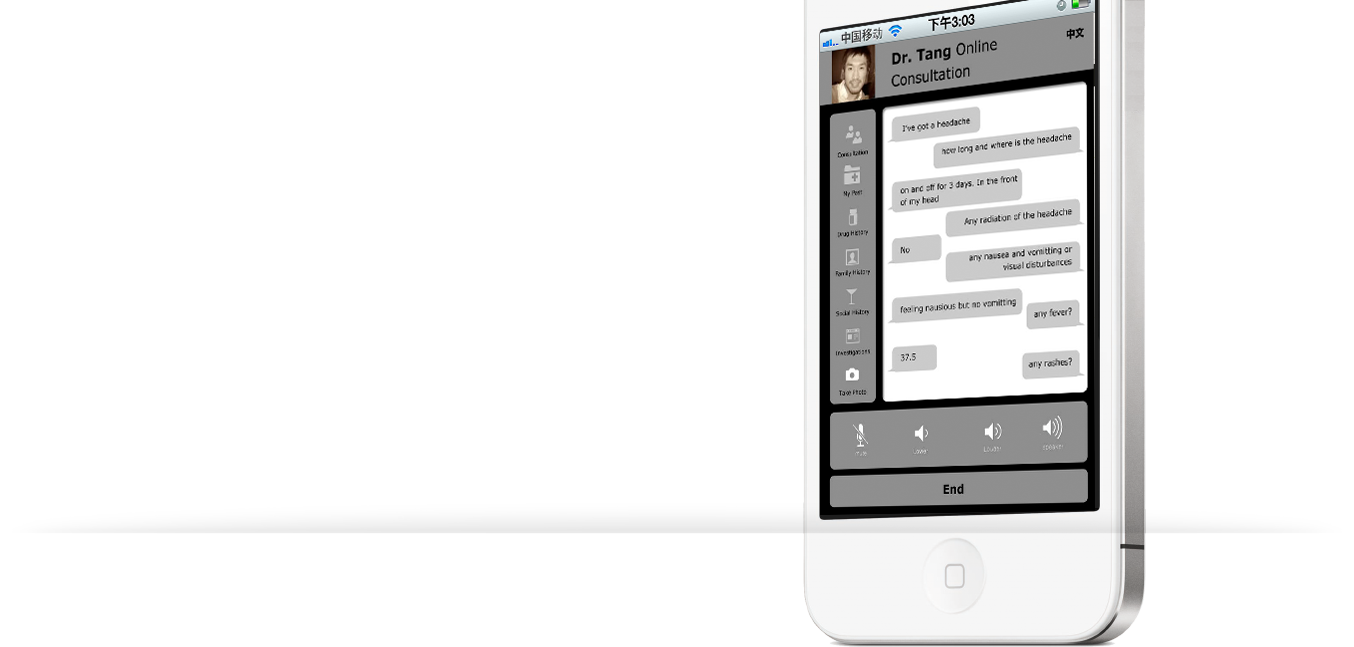 中国移动 下午3:03
Dr. Tang Online
Consultation
中文
I've got a headache
how long and where is the headache
on and off for 3 days. In the front
of my head
Any radiation of the headache
No
any nausea and vomitting or
visual disturbances
feeling nausious but no vomitting
any fever?
37.5
any rashes?
Consultation
My Past
Drug History
Family History
Social History
Investigations
Take Photo
mute
Lower
Louder
speaker
End